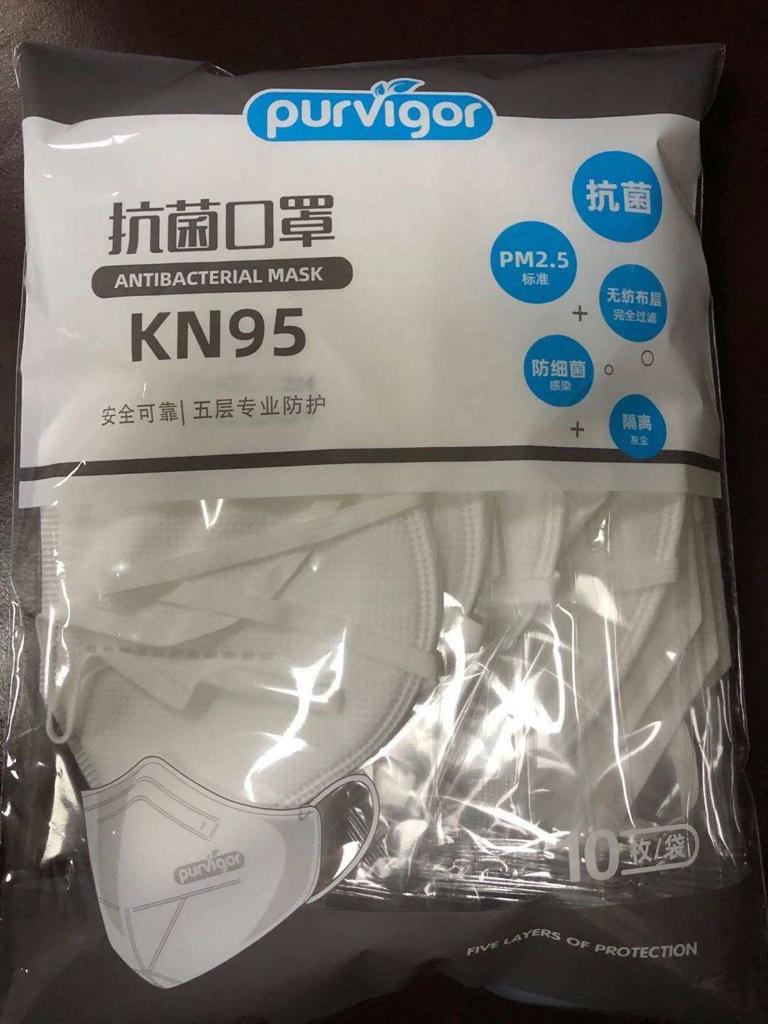 purvigor
抗菌口罩
ANTIBACTERIAL MASK
KN95
安全可靠| 五层专业防护
抗菌
PM2.5
标准
+
无纺布层
完全过滤
防细菌
感染
+
隔离
灰尘
purvigor
10枚/袋
FIVE LAYERS OF PROTECTION